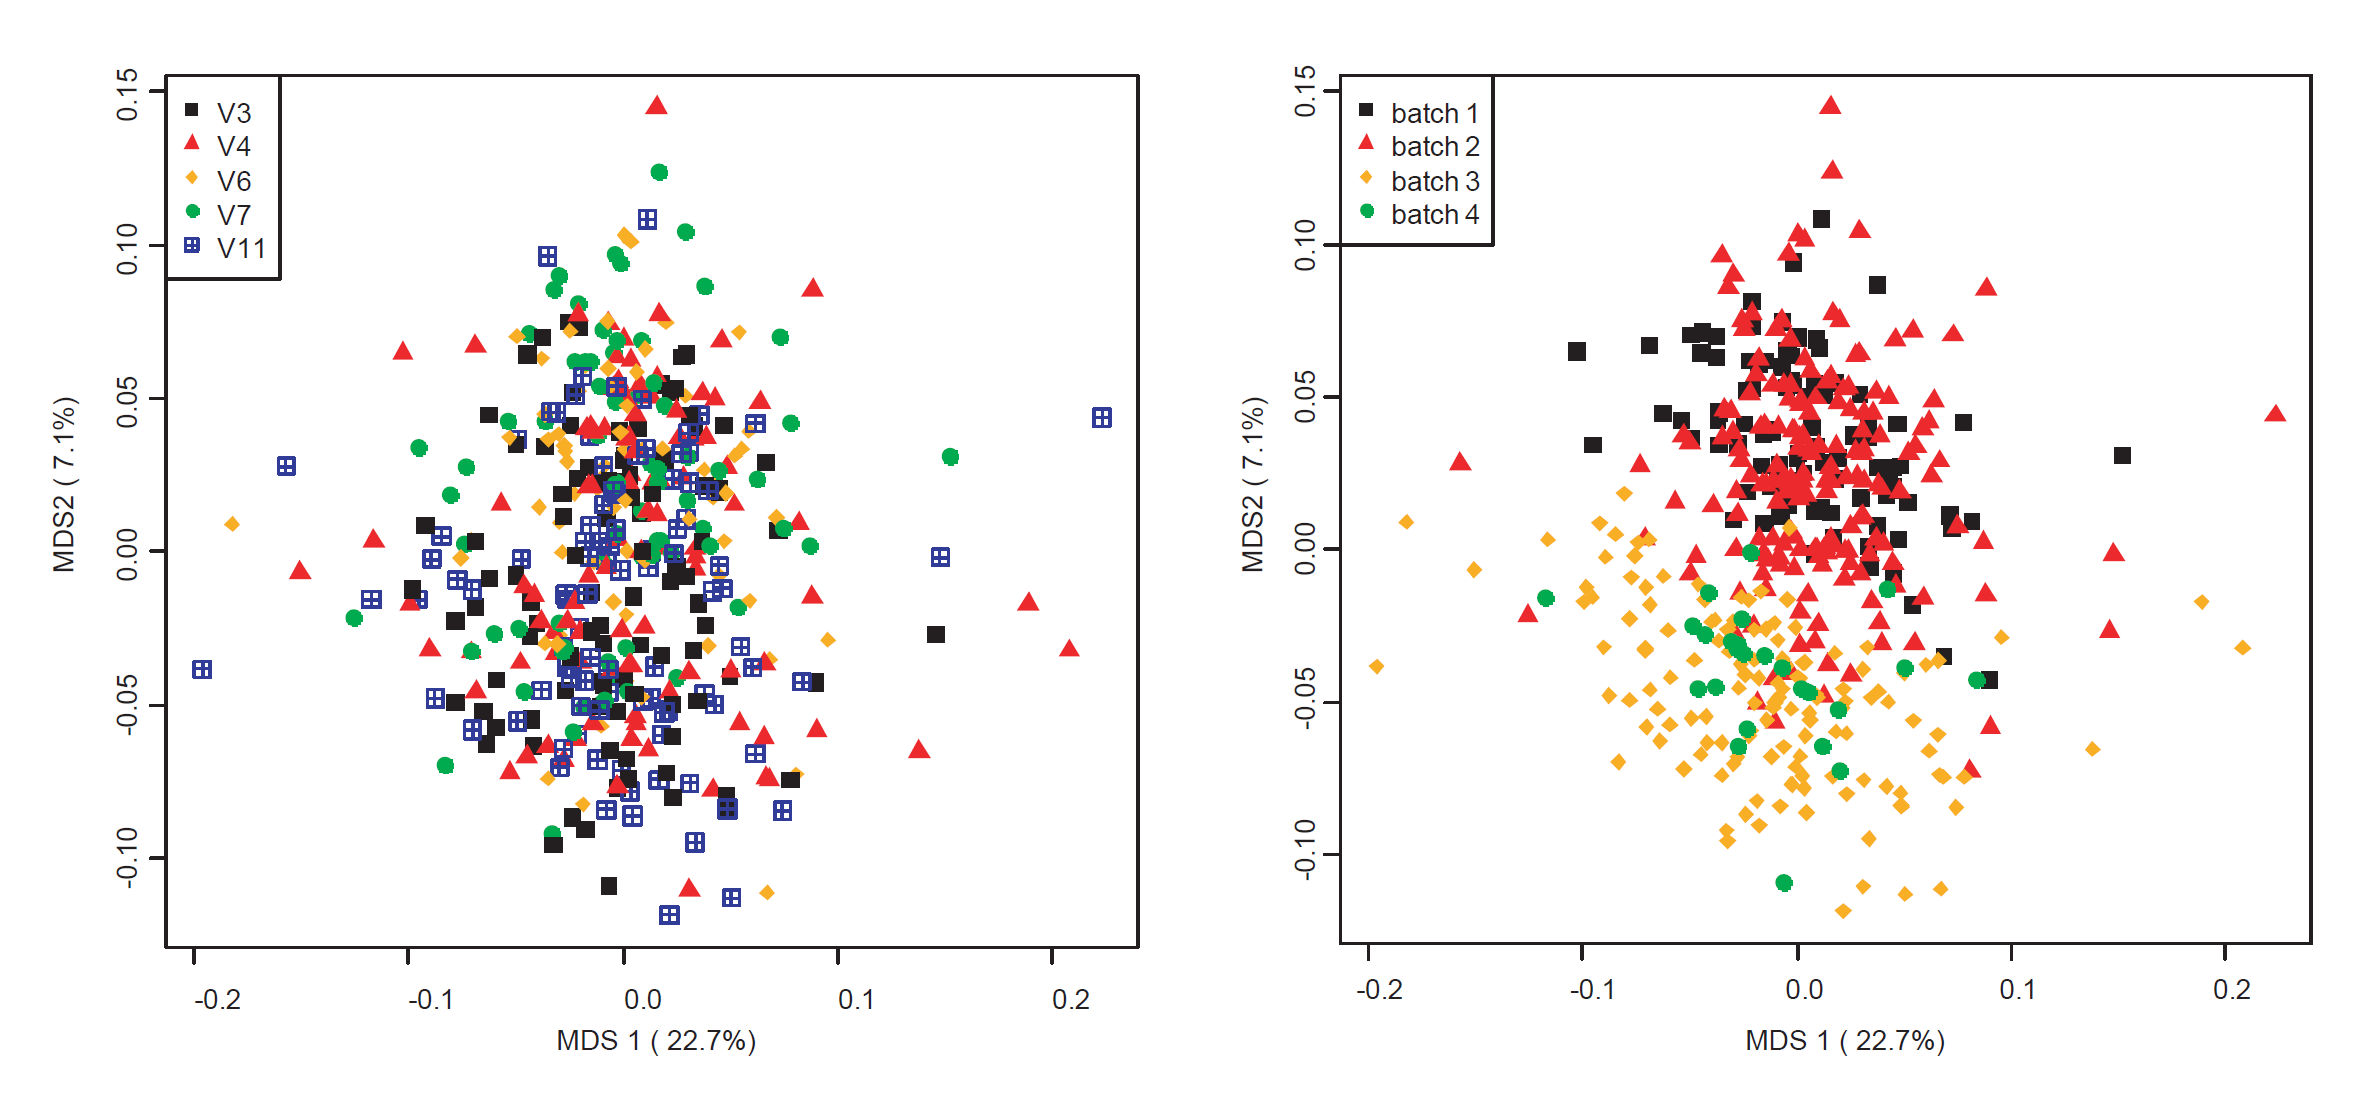 V3
V4
V6
V7
V11
0.15
0.10
0.05
0.00
-0.05
-0.10
MDS2 ( 7.1%)
-0.2 -0.1 0.0 0.1 0.2
MDS 1 ( 22.7%)
batch 1
batch 2
batch 3
batch 4
0.15
0.10
0.05
0.00
-0.05
-0.10
MDS2 ( 7.1%)
-0.2 -0.1 0.0 0.1 0.2
MDS 1 ( 22.7%)